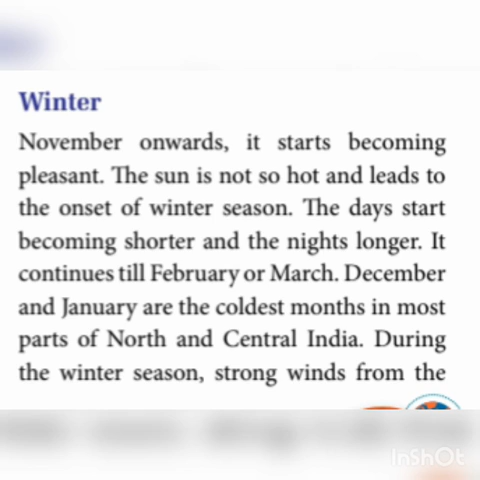 Winter
November onwards, it starts becoming
pleasant. The sun is not so hot and leads to
the onset of winter season. The days start
becoming shorter and the nights longer. It
continues till February or March. December
and January are the coldest months in most
parts of North and Central India. During
the winter season, strong winds from the
InShOt